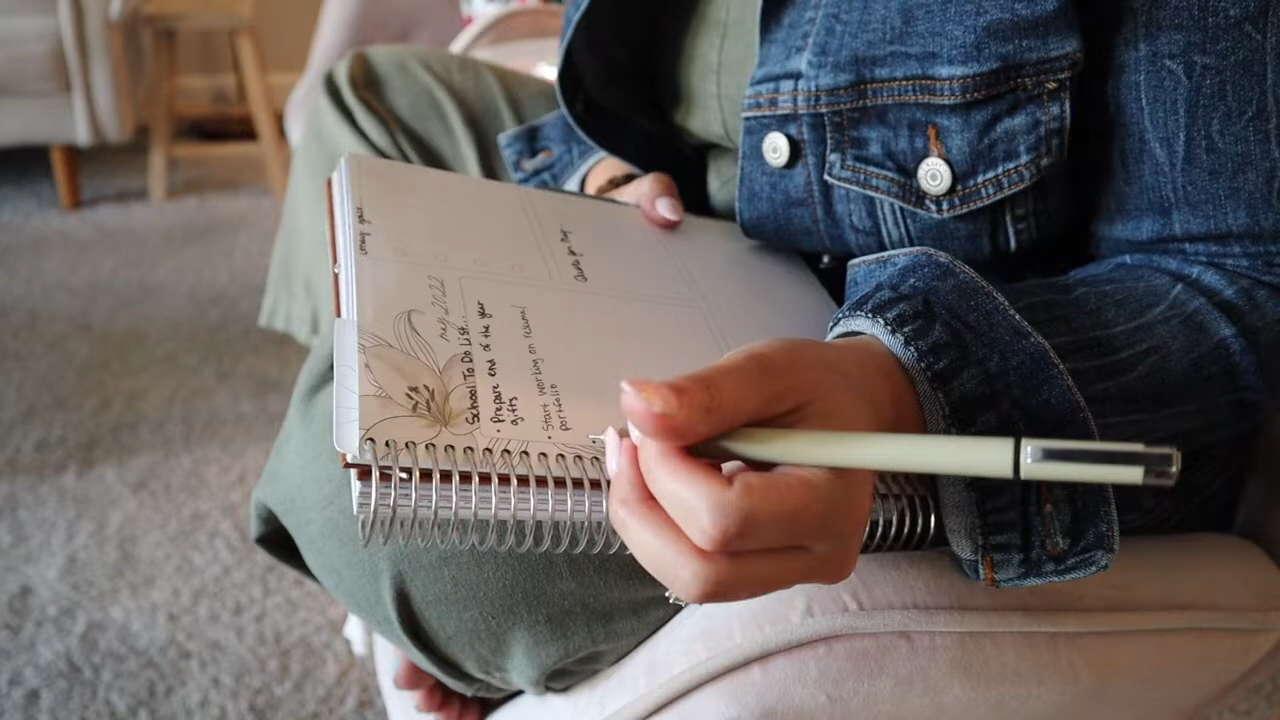 may 2022
School To Do List...
• Prepare end of the year
gifts
• Start working on resume/
portfolio